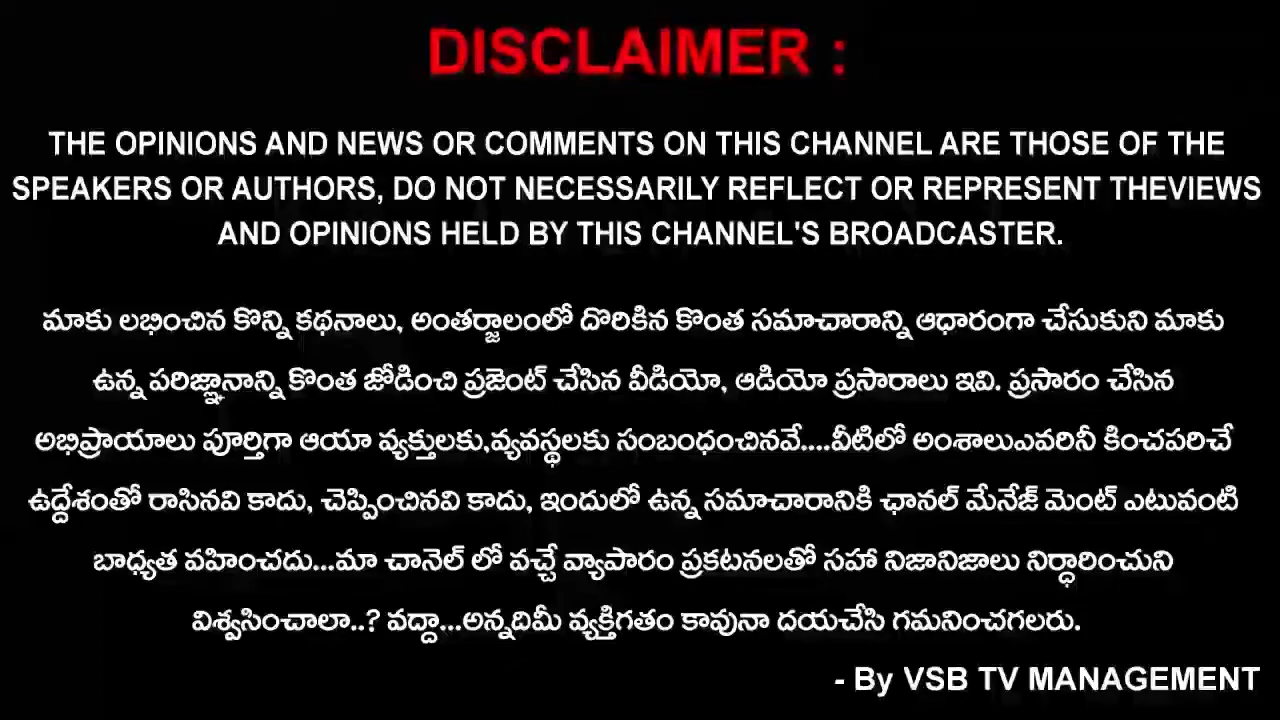 DISCLAIMER :
THE OPINIONS AND NEWS OR COMMENTS ON THIS CHANNEL ARE THOSE OF THE
SPEAKERS OR AUTHORS, DO NOT NECESSARILY REFLECT OR REPRESENT THEVIEWS
AND OPINIONS HELD BY THIS CHANNEL'S BROADCASTER.
మాకు లభించిన కొన్ని కథనాలు, అంతర్జాలంలో దొరికిన కొంత సమాచారాన్ని ఆధారంగా చేసుకుని మాకు
ఉన్న పరిజ్ఞానాన్ని కొంత జోడించి ప్రజెంట్ చేసిన వీడియో, ఆడియో ప్రసారాలు ఇవి. ప్రసారం చేసిన
అభిప్రాయాలు పూర్తిగా ఆయా వ్యక్తులకు,వ్యవస్థలకు సంబంధంచినవే....వీటిలో అంశాలుఎవరినీ కించపరిచే
ఉద్దేశంతో రాసినవి కాదు, చెప్పించినవి కాదు, ఇందులో ఉన్న సమాచారానికి ఛానల్ మేనేజ్ మెంట్ ఎటువంటి
బాధ్యత వహించదు...మా చానెల్ లో వచ్చే వ్యాపారం ప్రకటనలతో సహా నిజానిజాలు నిర్ధారించుని
విశ్వసించాలా..? వద్దా...అన్నదిమీ వ్యక్తిగతం కావునా దయచేసి గమనించగలరు.
- By VSB TV MANAGEMENT